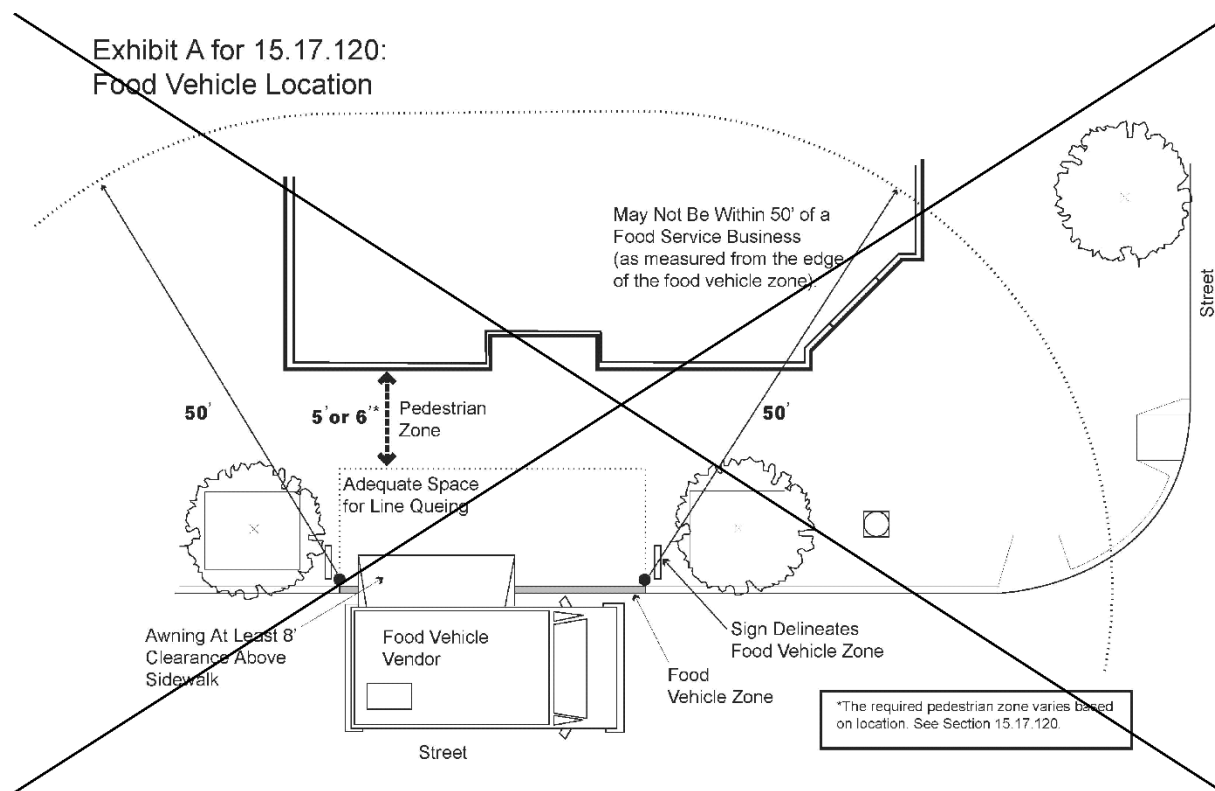 Exhibit A for 15.17.120:
Food Vehicle Location
May Not Be Within 50' of a
Food Service Business
(as measured from the edge
of the food vehicle zone).
Street
50'
5' or 6'*
Pedestrian
Zone
50'
Adequate Space
for Line Queing
Awning At Least 8'
Clearance Above
Sidewalk
Food Vehicle
Vendor
Sign Delineates
Food Vehicle Zone
Food
Vehicle Zone
*The required pedestrian zone varies based
on location. See Section 15.17.120.
Street